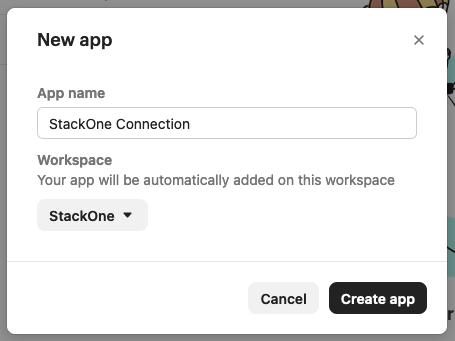 New app
App name
StackOne Connection
Workspace
Your app will be automatically added on this workspace
StackOne
Cancel
Create app